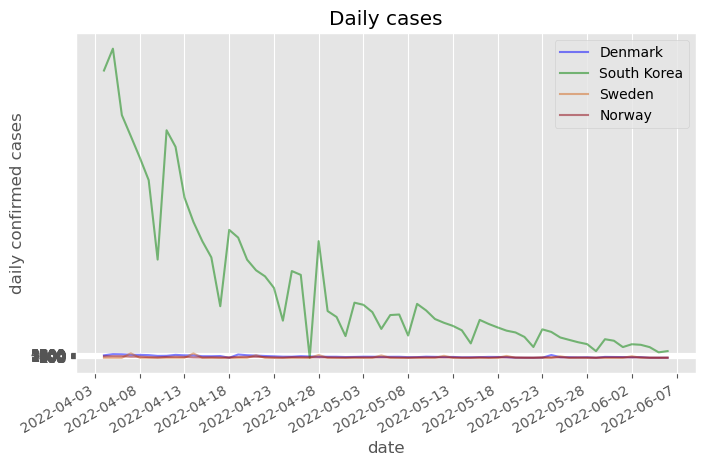 Daily cases
Denmark
South Korea
Sweden
Norway
daily confirmed cases
2022-04-03
2022-04-08
2022-04-13
2022-04-18
2022-04-23
2022-04-28
2022-05-03
2022-05-08
2022-05-13
2022-05-18
2022-05-23
2022-05-28
2022-06-02
2022-06-07
date